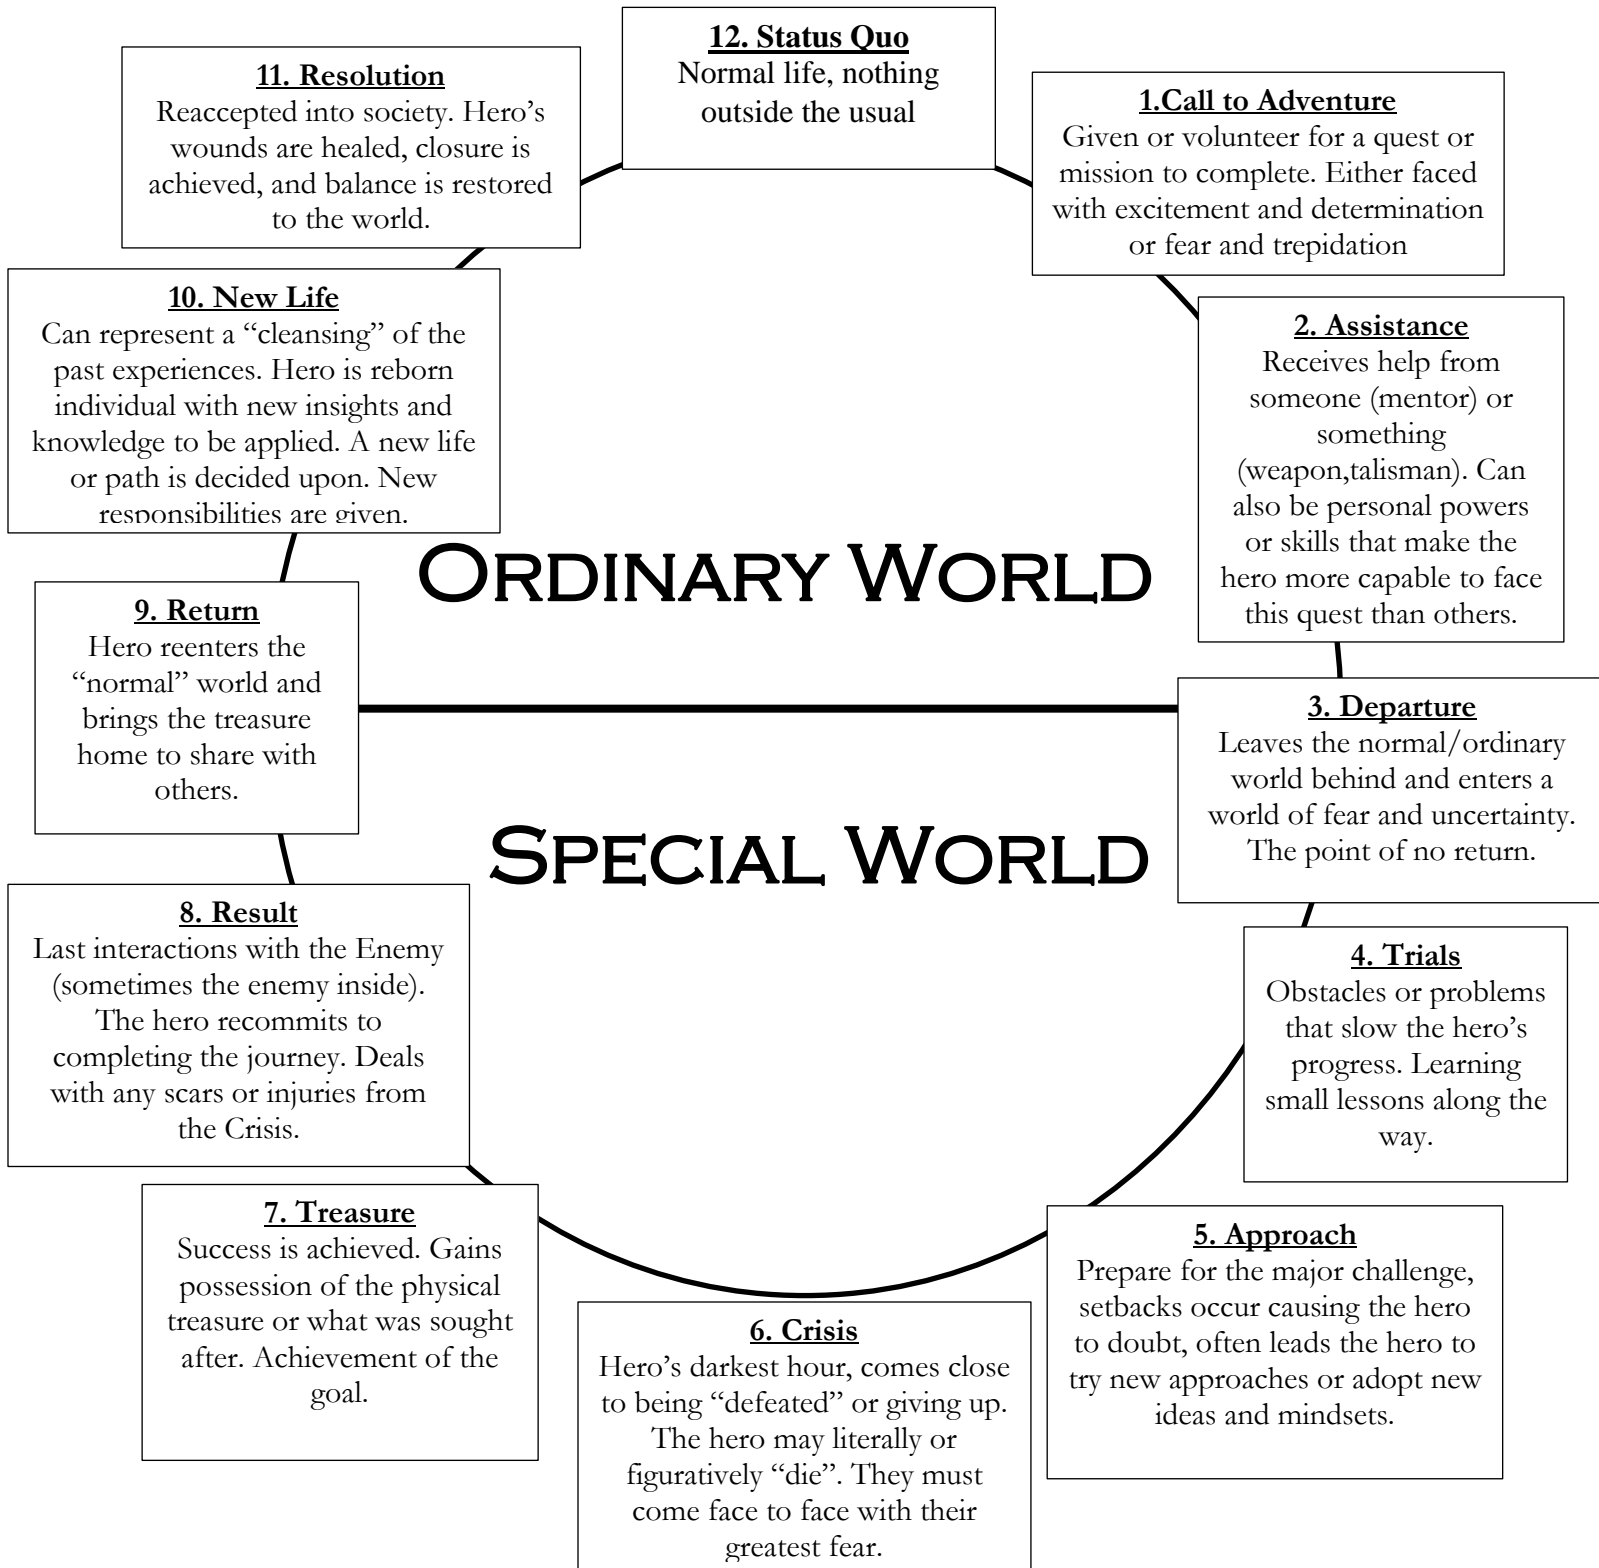 12. Status Quo
Normal life, nothing
outside the usual
1.Call to Adventure
Given or volunteer for a quest or
mission to complete. Either faced
with excitement and determination
or fear and trepidation
2. Assistance
Receives help from
someone (mentor) or
something
(weapon,talisman). Can
also be personal powers
or skills that make the
hero more capable to face
this quest than others.
3. Departure
Leaves the normal/ordinary
world behind and enters a
world of fear and uncertainty.
The point of no return.
4. Trials
Obstacles or problems
that slow the hero’s
progress. Learning
small lessons along the
way.
5. Approach
Prepare for the major challenge,
setbacks occur causing the hero
to doubt, often leads the hero to
try new approaches or adopt new
ideas and mindsets.
6. Crisis
Hero’s darkest hour, comes close
to being “defeated” or giving up.
The hero may literally or
figuratively “die”. They must
come face to face with their
greatest fear.
7. Treasure
Success is achieved. Gains
possession of the physical
treasure or what was sought
after. Achievement of the
goal.
8. Result
Last interactions with the Enemy
(sometimes the enemy inside).
The hero recommits to
completing the journey. Deals
with any scars or injuries from
the Crisis.
9. Return
Hero reenters the
“normal” world and
brings the treasure
home to share with
others.
10. New Life
Can represent a “cleansing” of the
past experiences. Hero is reborn
individual with new insights and
knowledge to be applied. A new life
or path is decided upon. New
responsibilities are given.
11. Resolution
Reaccepted into society. Hero’s
wounds are healed, closure is
achieved, and balance is restored
to the world.
ORDINARY WORLD
SPECIAL WORLD